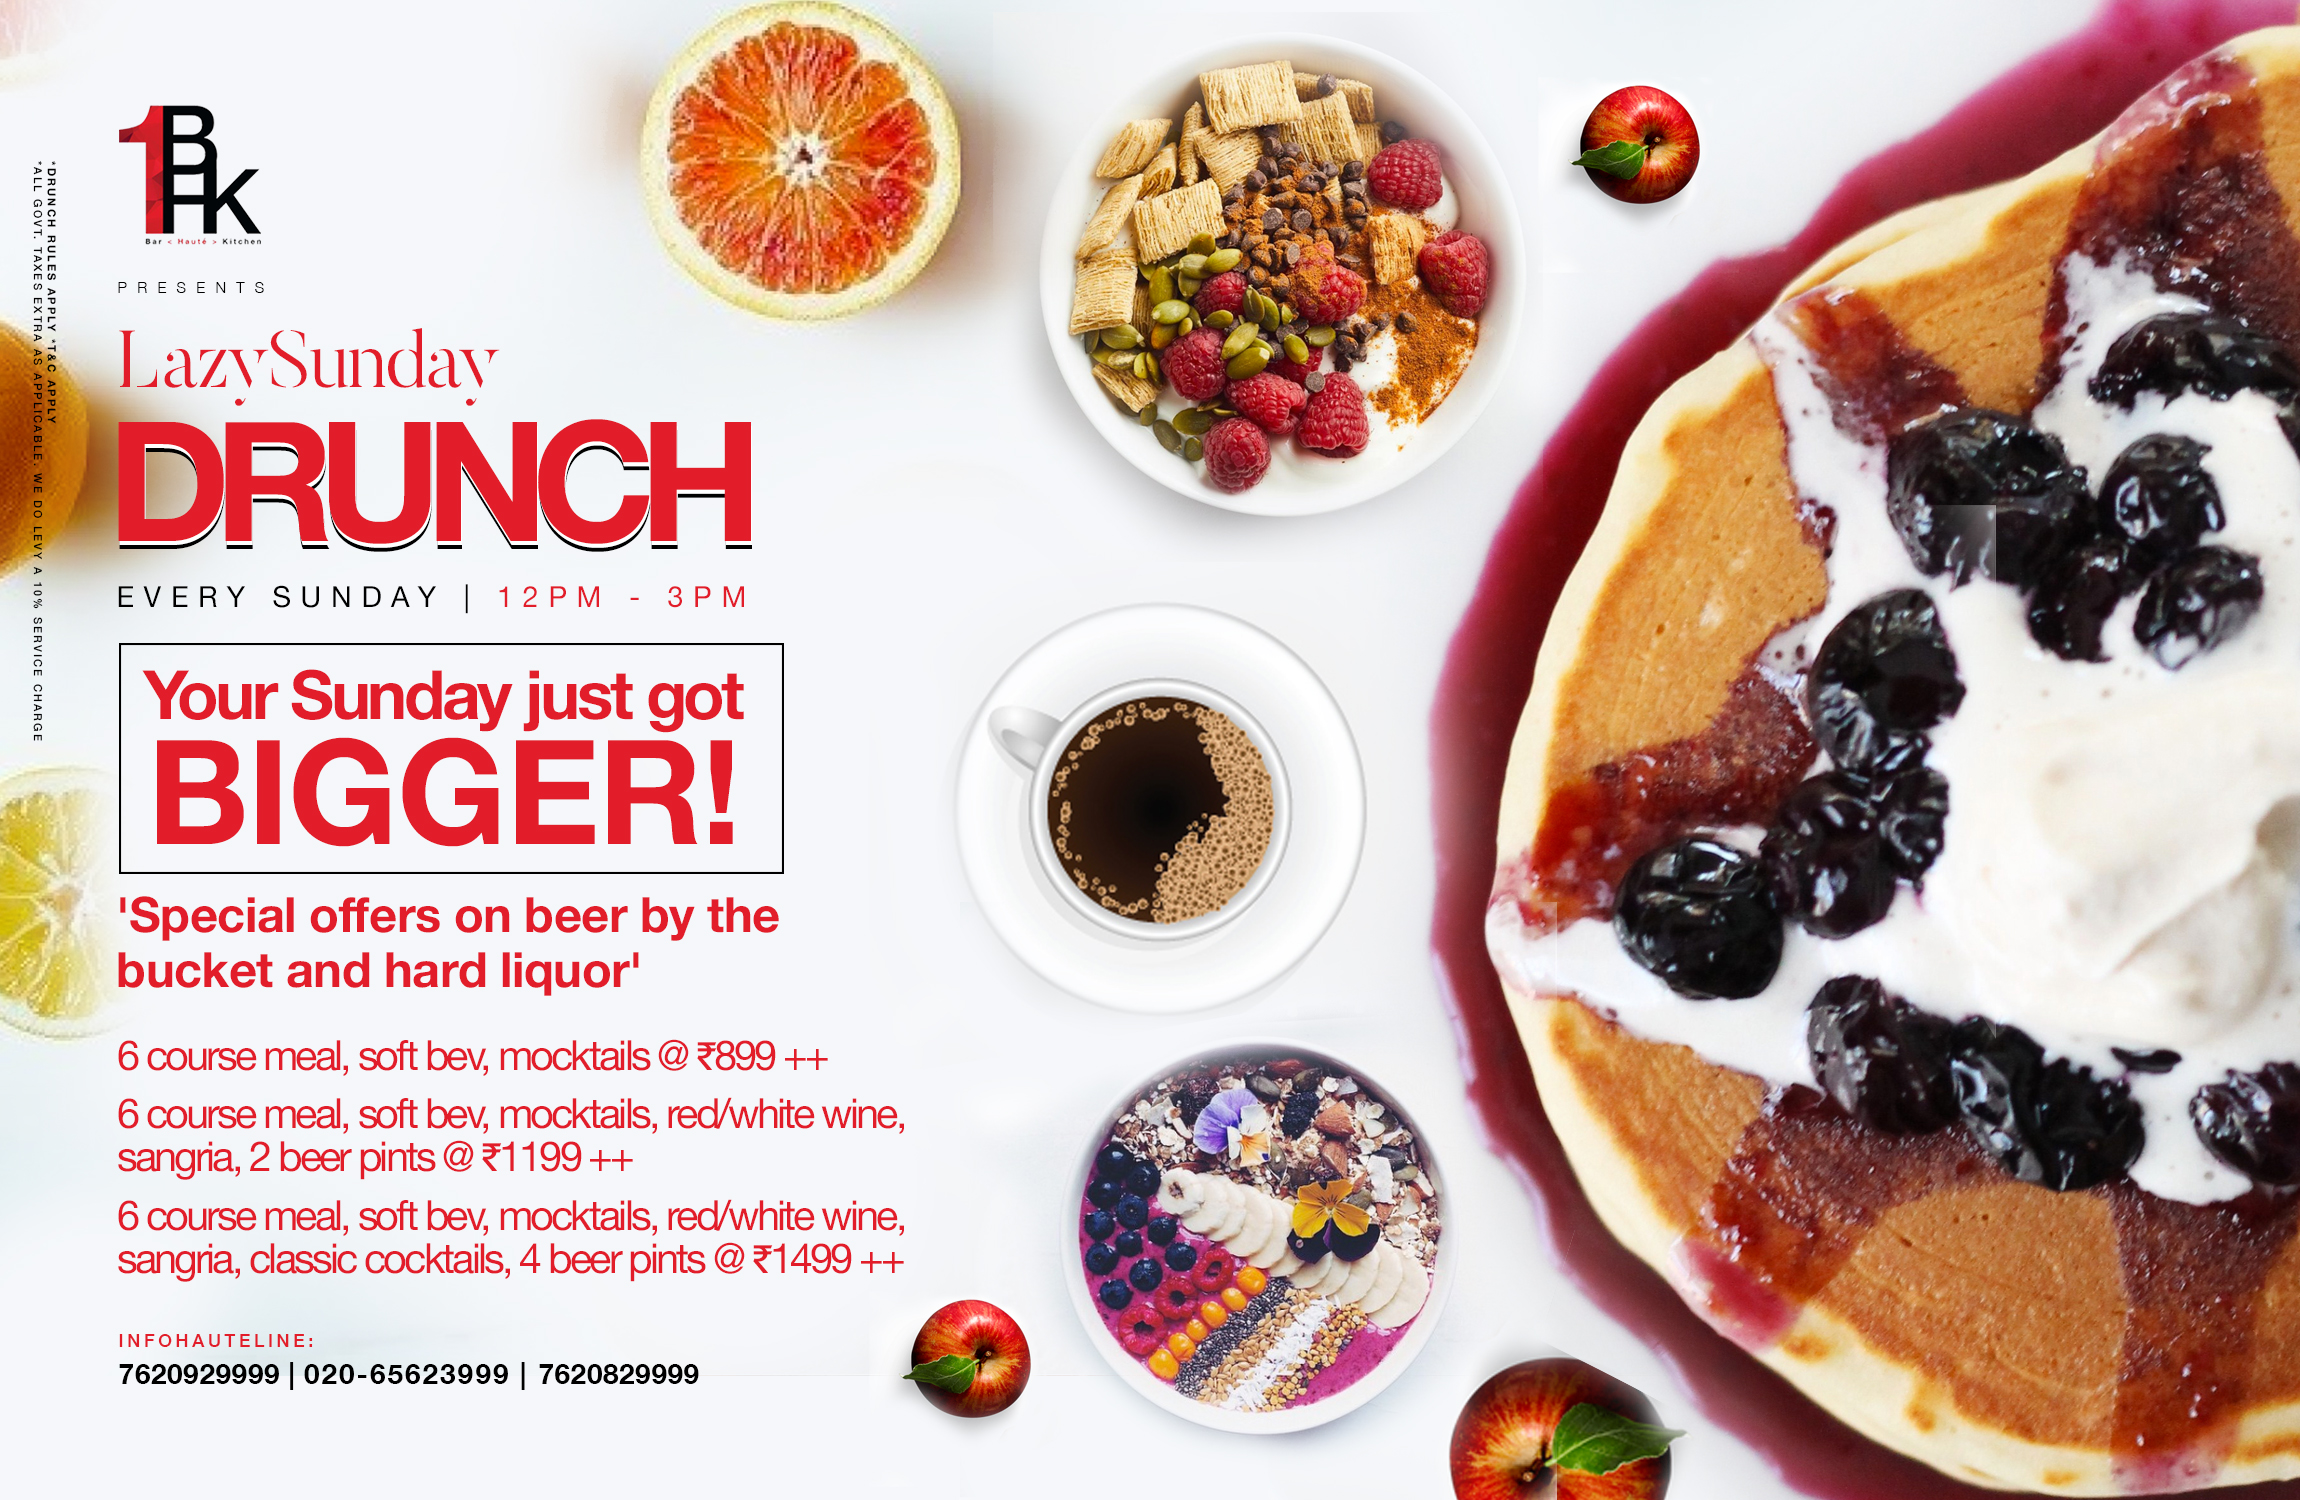 1BHK
Bar < Hauté > Kitchen
PRESENTS
LazySunday
DRUNCH
EVERY SUNDAY | 12PM - 3PM
Your Sunday just got
BIGGER!
'Special offers on beer by the
bucket and hard liquor'
6 course meal, soft bev, mocktails @ ₹899 ++
6 course meal, soft bev, mocktails, red/white wine,
sangria, 2 beer pints @ ₹1199 ++
6 course meal, soft bev, mocktails, red/white wine,
sangria, classic cocktails, 4 beer pints @ ₹1499 ++
INFOHAUTELINE:
7620929999 | 020-65623999 | 7620829999
*DRUNCH RULES APPLY *T&C APPLY
*ALL GOVT. TAXES EXTRA AS APPLICABLE. WE DO LEVY A 10% SERVICE CHARGE